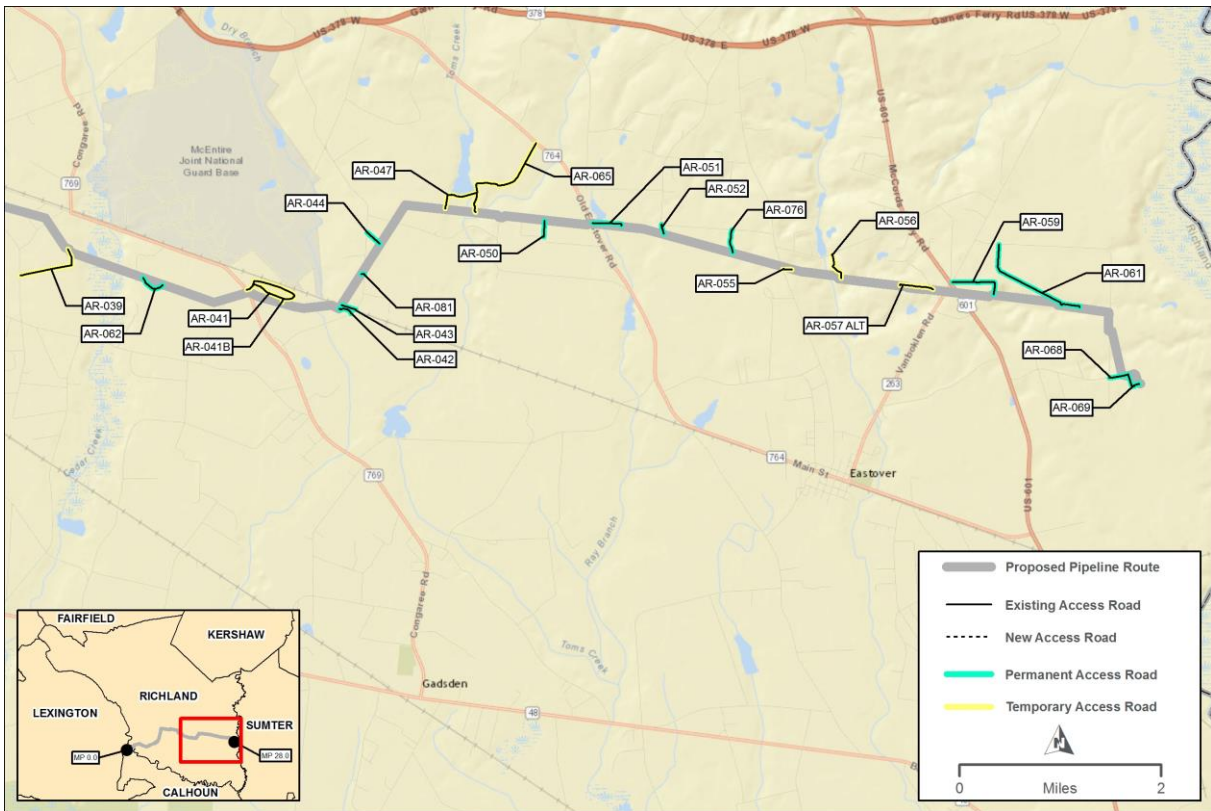 378
Garners Ferry Rd
US-378 W
US-378 E
US-378 W
US-378 E
Dry Branch
Toms Creek
Congaree Rd
769
McEntire
Joint National
Guard Base
AR-047
764
AR-065
AR-051
AR-052
US-601
AR-044
Old Eastover Rd
AR-076
AR-056
AR-059
Richland
AR-050
AR-061
AR-055
AR-039
AR-062
AR-041
AR-081
AR-043
AR-041B
AR-042
AR-057 ALT
601
Vanboklen Rd
AR-068
263
AR-069
Cedar Creek
769
764
Main St
Eastover
US-601
Ray Branch
Congaree Rd
Toms Creek
Gadsden
48
FAIRFIELD
KERSHAW
RICHLAND
LEXINGTON
SUMTER
MP 0.0
MP 28.0
CALHOUN
Proposed Pipeline Route
Existing Access Road
New Access Road
Permanent Access Road
Temporary Access Road
N
0 2
Miles